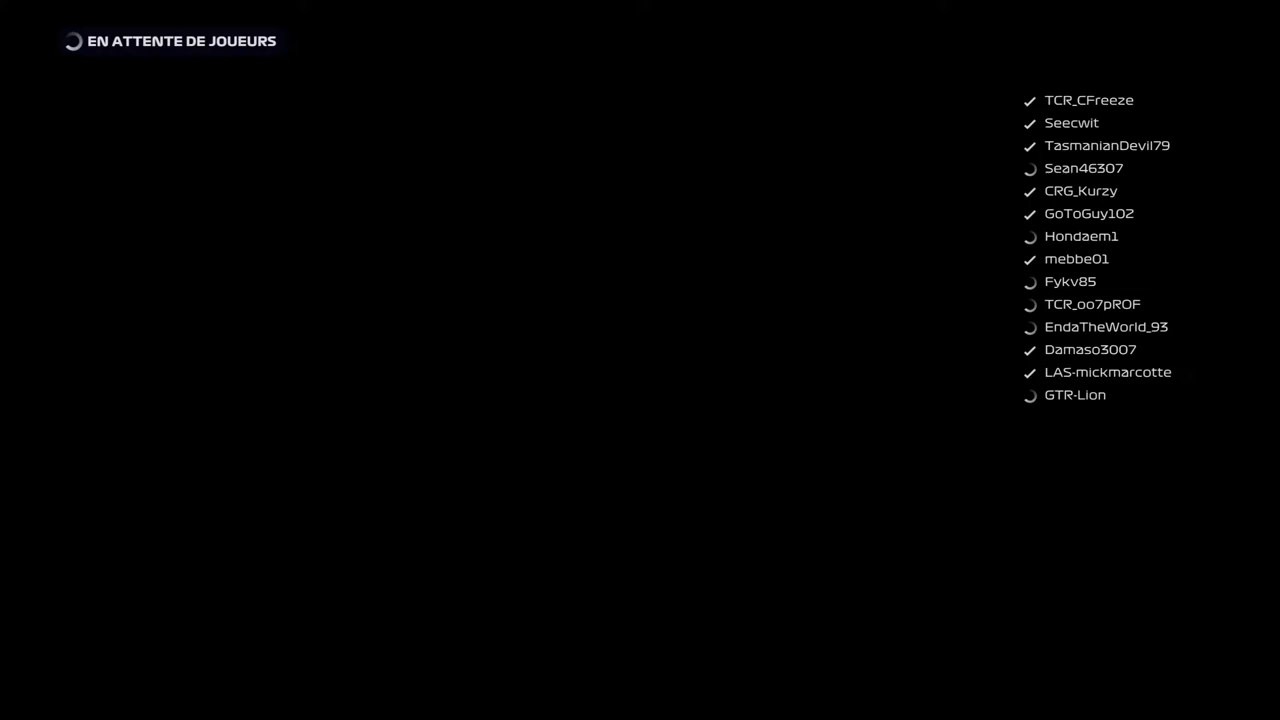 EN ATTENTE DE JOUEURS
TCR_CFreeze
Seecwit
TasmanianDevil79
Sean46307
CRG_Kurzy
GoToGuy102
Hondaem1
mebbe01
Fykv85
TCR_oo7pROF
EndaTheWorld_93
Damaso3007
LAS-mickmarcotte
GTR-Lion